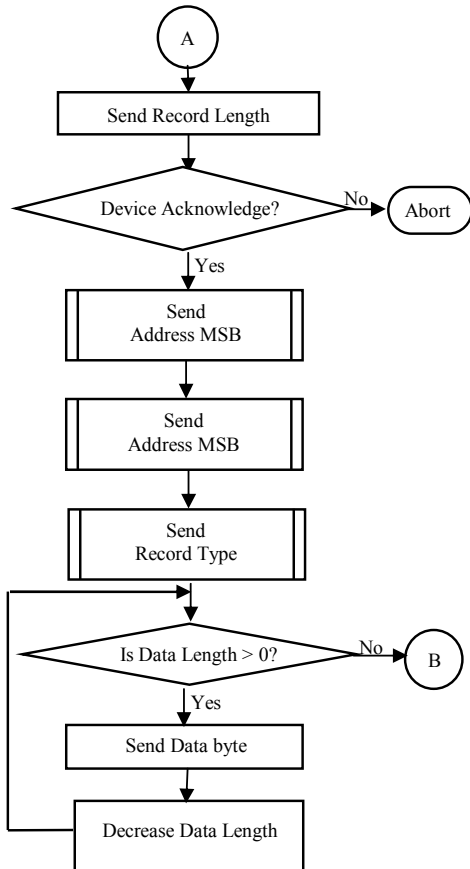 A
Send Record Length
Device Acknowledge?
No
Abort
Yes
Send
Address MSB
Send
Address MSB
Send
Record Type
Is Data Length > 0?
No
B
Yes
Send Data byte
Decrease Data Length